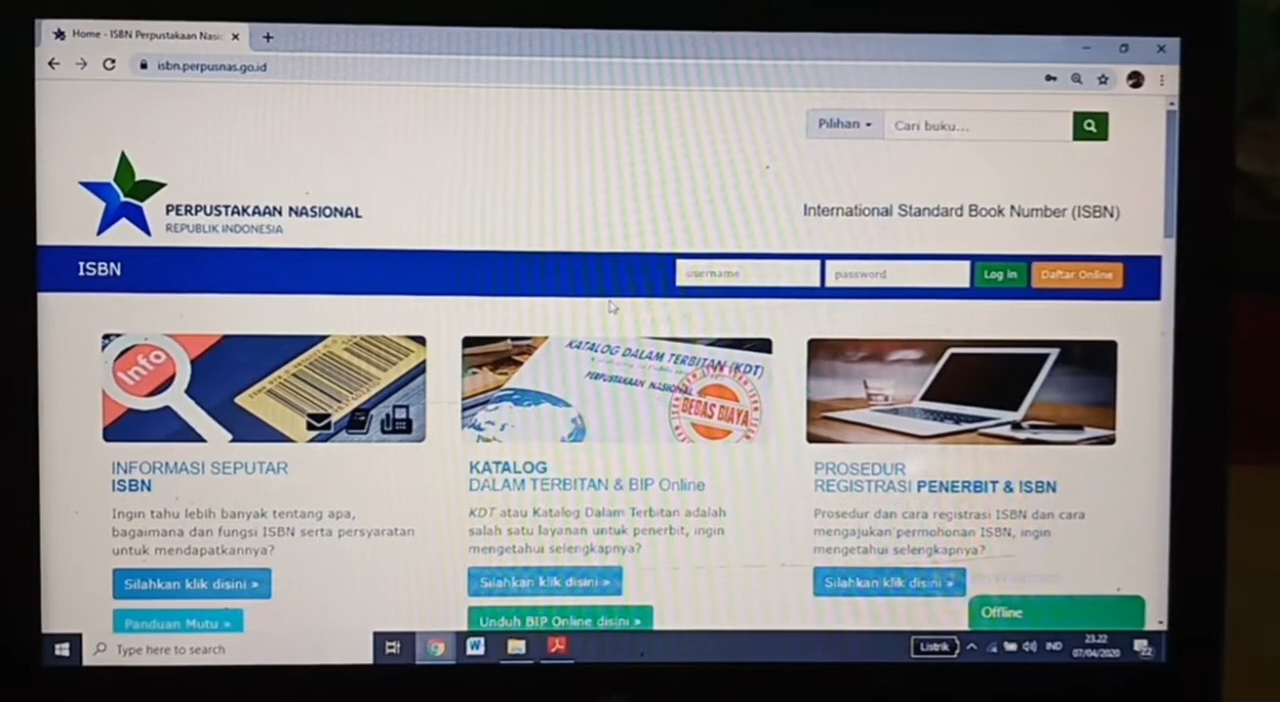 Home - ISBN Perpustakaan Nasic
isbn.perpusnas.go.id
Pilihan
Cari buku...
PERPUSTAKAAN NASIONAL
REPUBLIK INDONESIA
International Standard Book Number (ISBN)
ISBN
username
password
Log in
Daftar Online
Info
KATALOG DALAM TERBITAN (KDT)
PERPUSTAKAAN NASIONAL
BEBAS BIAYA
INFORMASI SEPUTAR
ISBN
Ingin tahu lebih banyak tentang apa,
bagaimana dan fungsi ISBN serta persyaratan
untuk mendapatkannya?
Silahkan klik disini »
Panduan Mutu »
KATALOG
DALAM TERBITAN & BIP Online
KDT atau Katalog Dalam Terbitan adalah
salah satu layanan untuk penerbit, ingin
mengetahui selengkapnya?
Silahkan klik disini »
Unduh BIP Online disini »
PROSEDUR
REGISTRASI PENERBIT & ISBN
Prosedur dan cara registrasi ISBN dan cara
mengajukan permohonan ISBN, ingin
mengetahui selengkapnya?
Silahkan klik disini »
Offline
Type here to search
Listrik
IND
23.22
07/04/2020
22